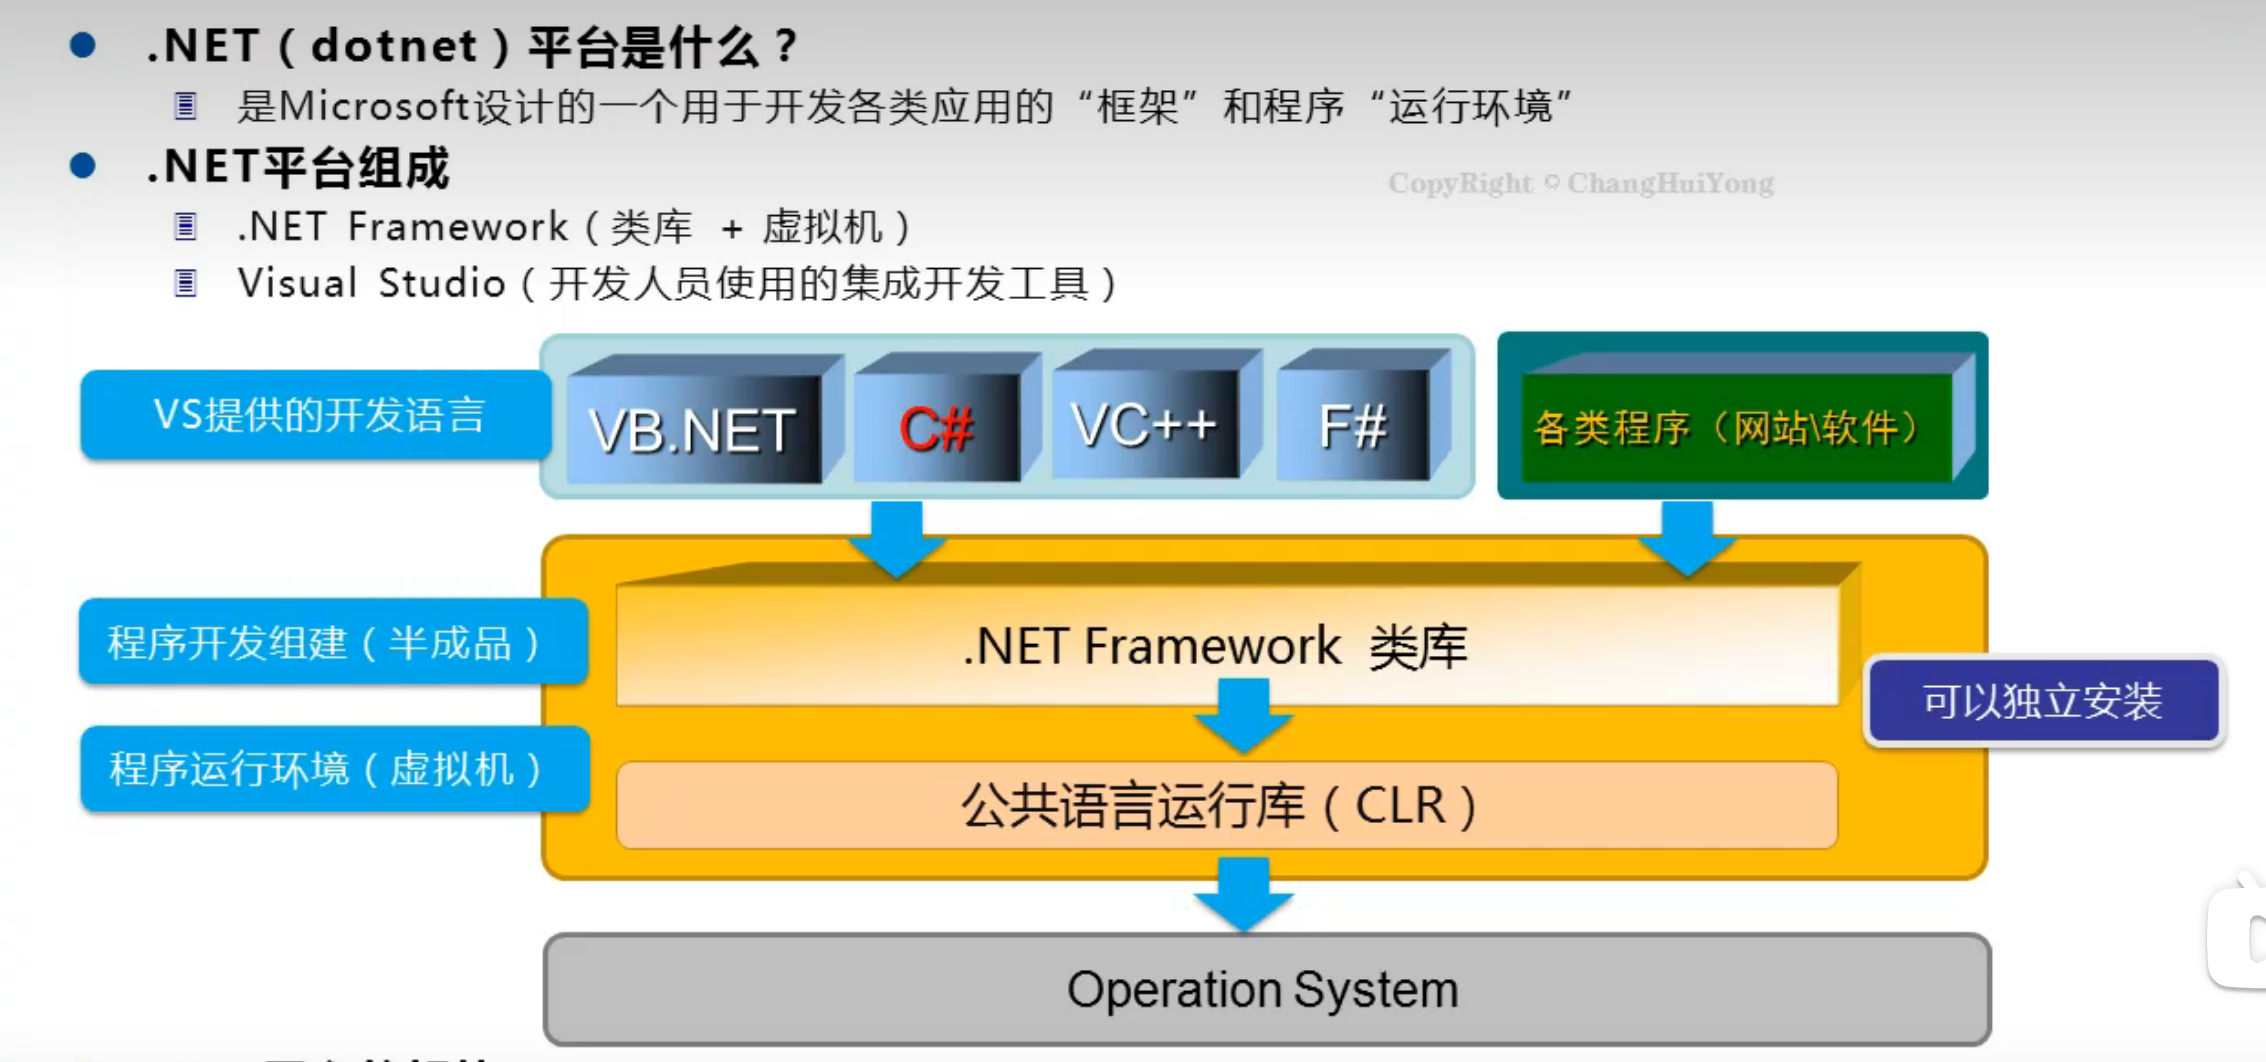 .NET（dotnet）平台是什么？
是Microsoft设计的一个用于开发各类应用的“框架”和程序“运行环境”
.NET平台组成
CopyRight © ChangHuiYong
.NET Framework（类库 + 虚拟机）
Visual Studio（开发人员使用的集成开发工具）
VS提供的开发语言
VB.NET
C#
VC++
F#
各类程序（网站\软件）
程序开发组建（半成品）
.NET Framework 类库
可以独立安装
程序运行环境（虚拟机）
公共语言运行库（CLR）
Operation System